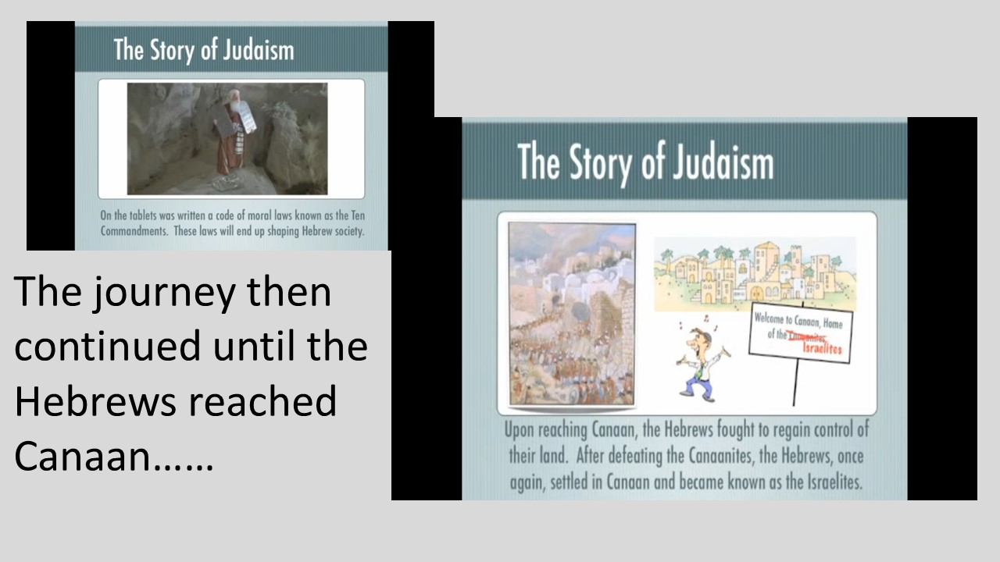 The Story of Judaism
On the tablets was written a code of moral laws known as the Ten
Commandments. These laws will end up shaping Hebrew society.
The journey then
continued until the
Hebrews reached
Canaan……
The Story of Judaism
Welcome to Canaan, Home
of the Canaanites
Israelites
Upon reaching Canaan, the Hebrews fought to regain control of
their land. After defeating the Canaanites, the Hebrews, once
again, settled in Canaan and became known as the Israelites.